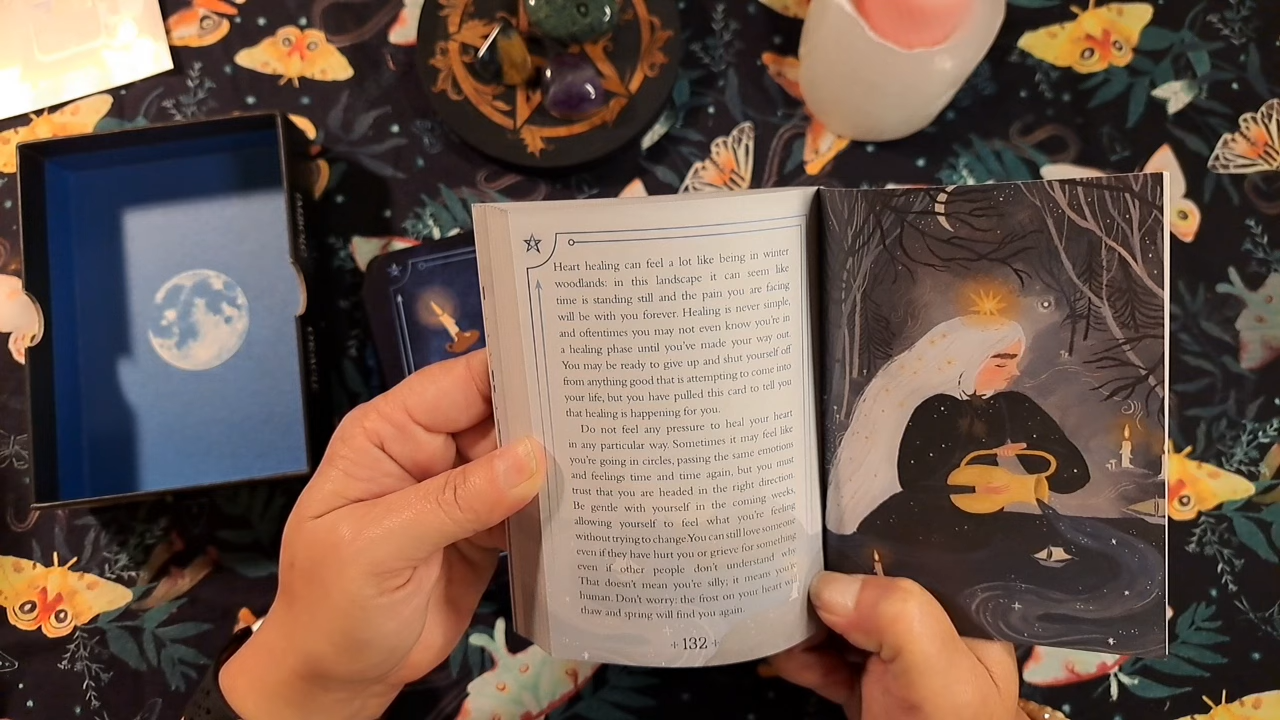 Heart healing can feel a lot like being in winter
woodlands: in this landscape it can seem like
time is standing still and the pain you are facing
will be with you forever. Healing is never simple,
and oftentimes you may not even know you're in
a healing phase until you've made your way out.
You may be ready to give up and shut yourself off
from anything good that is attempting to come into
your life, but you have pulled this card to tell you
that healing is happening for you.
Do not feel any pressure to heal your heart
in any particular way. Sometimes it may feel like
you're going in circles, passing the same emotions
and feelings time and time again, but you must
trust that you are headed in the right direction.
Be gentle with yourself in the coming weeks,
allowing yourself to feel what you're feeling
without trying to change. You can still love someone
even if they have hurt you or grieve for something
even if other people don't understand why.
That doesn't mean you're silly; it means you're
human. Don't worry: the frost on your heart will
thaw and spring will find you again.
132